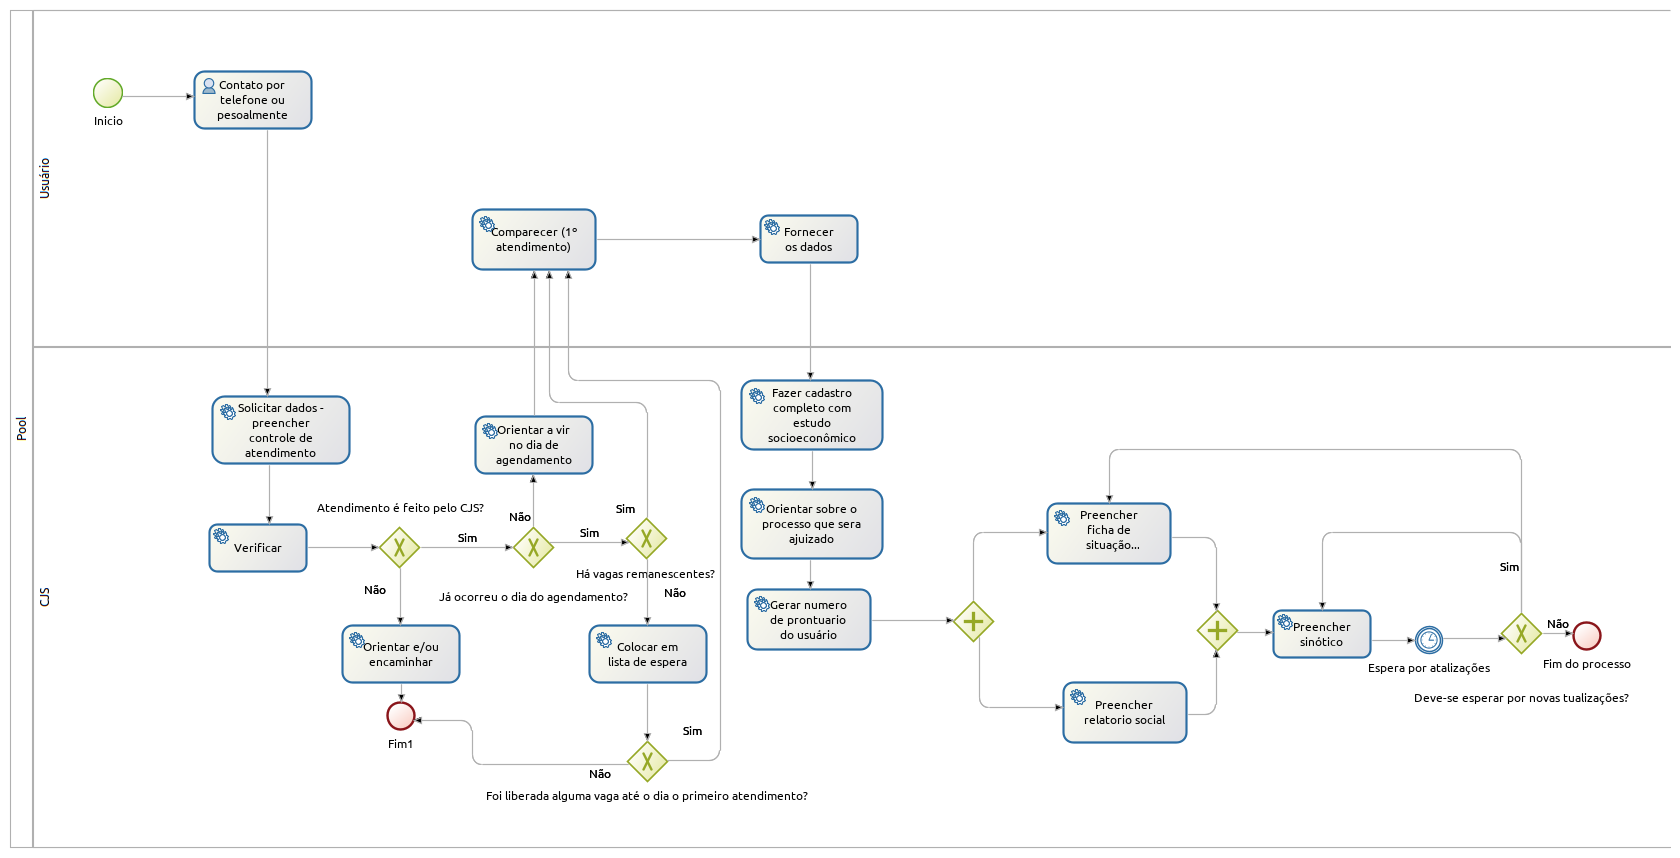 Pool
Usuário
Inicio
Contato por
telefone ou
pesoalmente
Comparecer (1º
atendimento)
Fornecer
os dados
CJS
Solicitar dados -
preencher
controle de
atendimento
Verificar
Atendimento é feito pelo CJS?
Sim
Não
Orientar e/ou
encaminhar
Fim1
Orientar a vir
no dia de
agendamento
Não
Sim
Já ocorreu o dia do agendamento?
Sim
Há vagas remanescentes?
Não
Colocar em
lista de espera
Sim
Não
Foi liberada alguma vaga até o dia o primeiro atendimento?
Fazer cadastro
completo com
estudo
socioeconômico
Orientar sobre o
processo que sera
ajuizado
Gerar numero
de prontuario
do usuário
Preencher
ficha de
situação...
Preencher
relatorio social
Preencher
sinótico
Espera por atalizações
Sim
Não
Fim do processo
Deve-se esperar por novas tualizações?